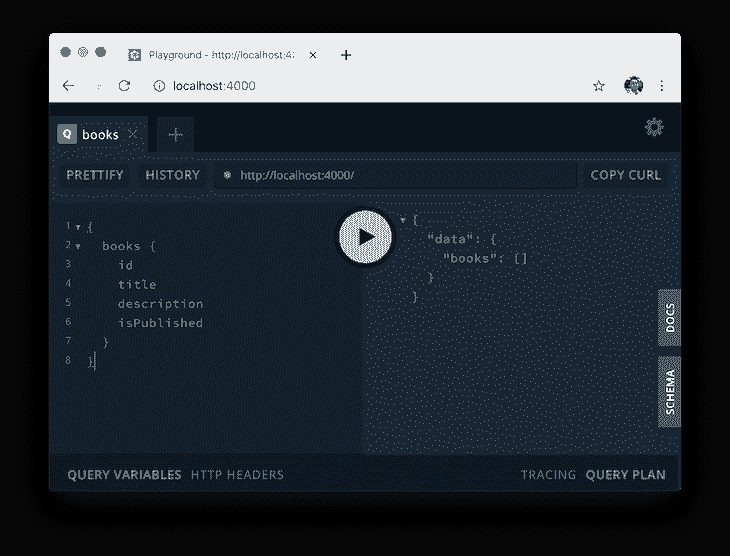 Playground - http://localhost:4
localhost:4000
Q books
PRETTIFY HISTORY http://localhost:4000/ COPY CURL
1 {
2 books {
3 id
4 title
5 description
6 isPublished
7 }
8 }
{
"data": {
"books": []
}
}
DOCS
SCHEMA
QUERY VARIABLES HTTP HEADERS TRACING QUERY PLAN